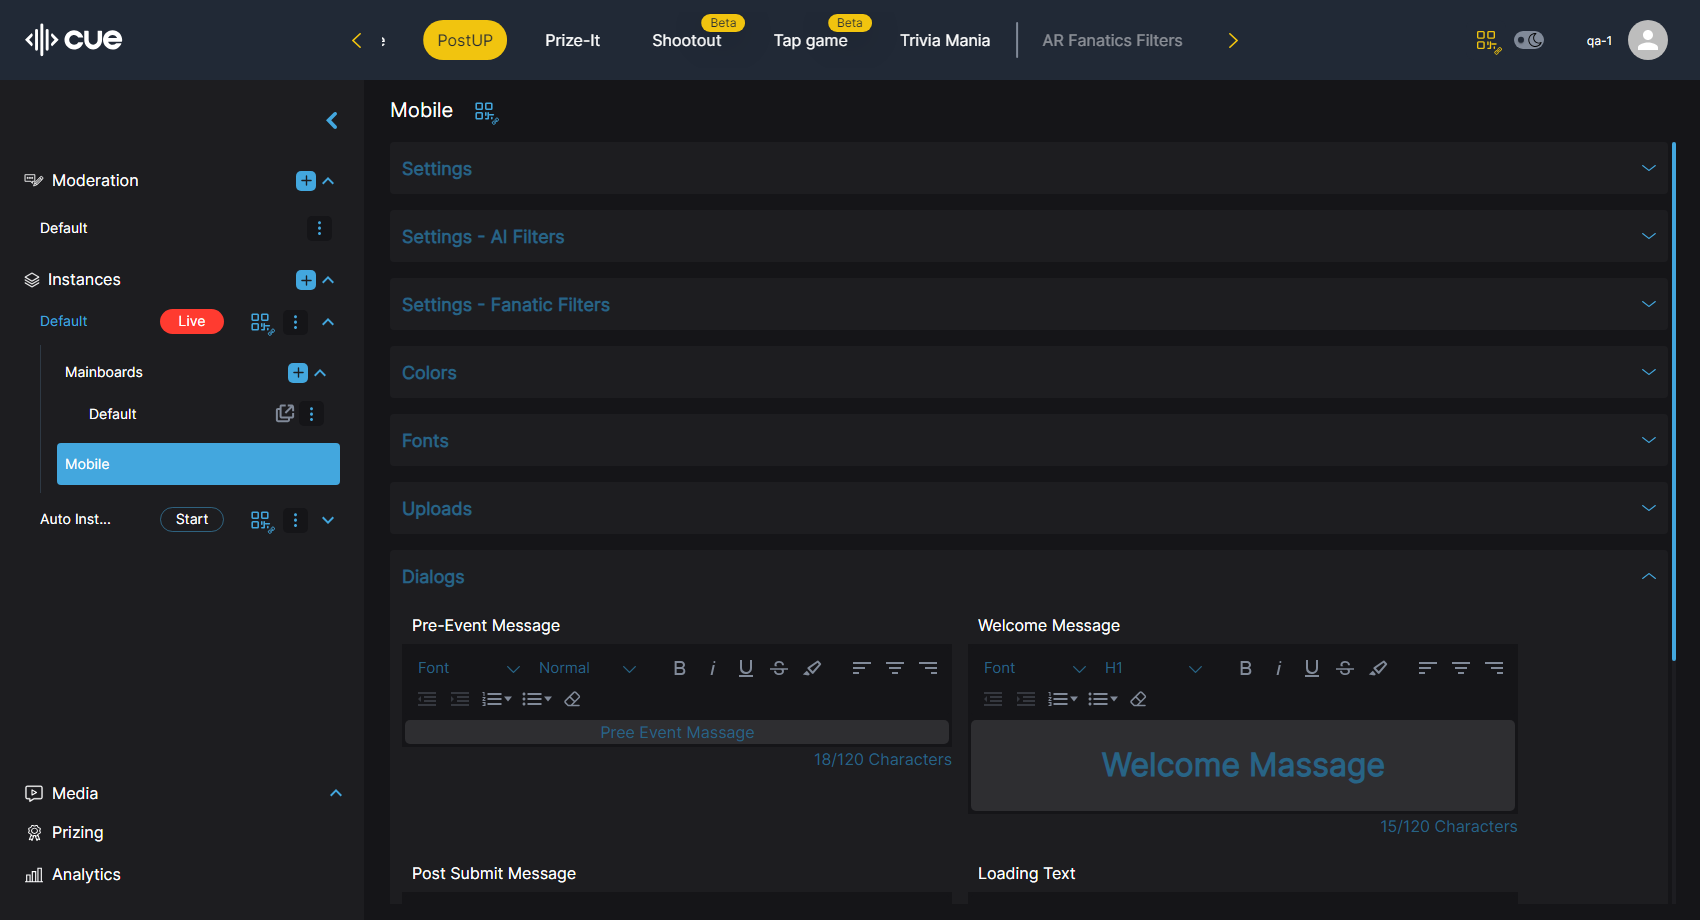 cue
e
PostUP
Prize-It
Beta
Shootout
Beta
Tap game
Trivia Mania
AR Fanatics Filters
qa-1
Moderation
Default
Instances
Default
Live
Mainboards
Default
Mobile
Auto Inst...
Start
Media
Prizing
Analytics
Mobile
Settings
Settings - AI Filters
Settings - Fanatic Filters
Colors
Fonts
Uploads
Dialogs
Pre-Event Message
Font
Normal
B i U S
Pree Event Massage
18/120 Characters
Welcome Message
Font
H1
B i U S
Welcome Massage
15/120 Characters
Post Submit Message
Loading Text